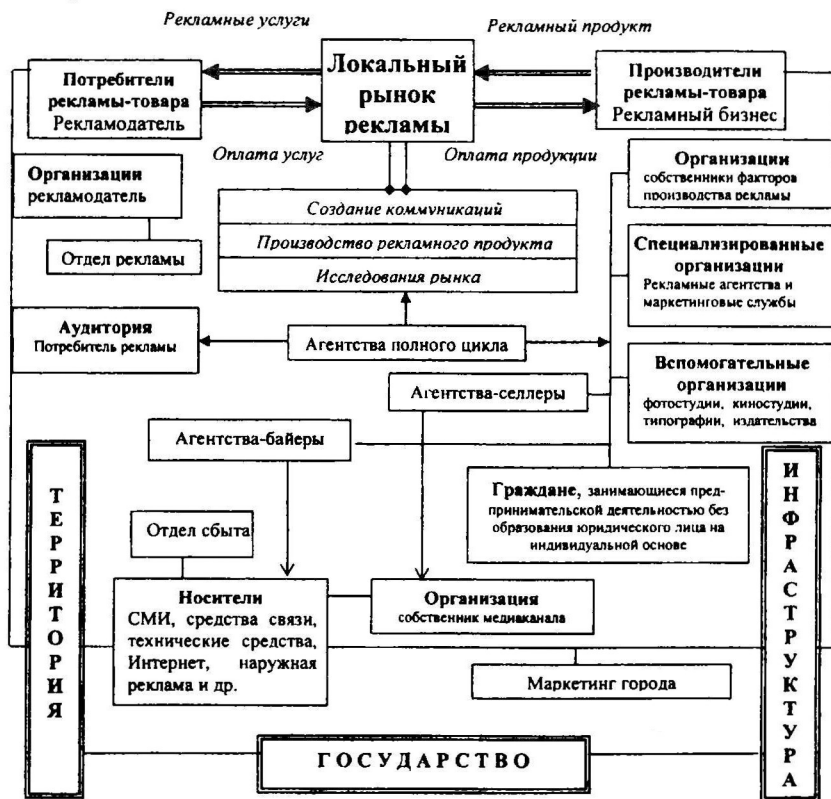 Рекламные услуги
Рекламный продукт
Потребители
рекламы-товара
Рекламодатель
Локальный
рынок
рекламы
Производители
рекламы-товара
Рекламный бизнес
Оплата услуг
Оплата продукции
Организации
рекламодатель
Отдел рекламы
Создание коммуникаций
Производство рекламного продукта
Исследования рынка
Организации
собственники факторов
производства рекламы
Специализированные
организации
Рекламные агентства и
маркетинговые службы
Аудитория
Потребитель рекламы
Агентства полного цикла
Вспомогательные
организации
фотостудии, киностудии,
типографии, издательства
Агентства-селлеры
Агентства-байеры
Граждане, занимающиеся пред-
принимательской деятельностью без
образования юридического лица на
индивидуальной основе
Отдел сбыта
Носители
СМИ, средства связи,
технические средства,
Интернет, наружная
реклама и др.
Организация
собственник медиаканала
Маркетинг города
ТЕРРИТОРИЯ
ИНФРАСТРУКТУРА
ГОСУДАРСТВО